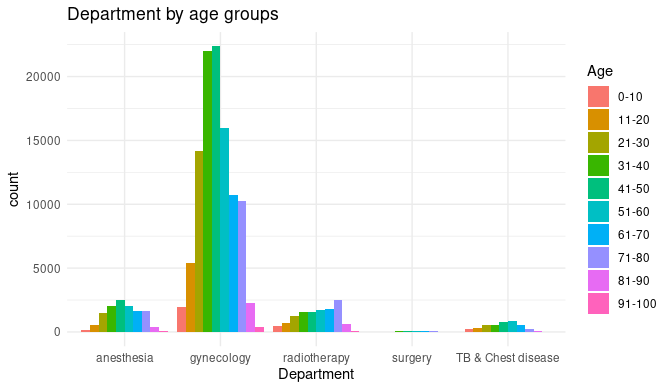 Department by age groups
count
20000
15000
10000
5000
0
anesthesia
gynecology
radiotherapy
surgery
TB & Chest disease
Department
Age
0-10
11-20
21-30
31-40
41-50
51-60
61-70
71-80
81-90
91-100